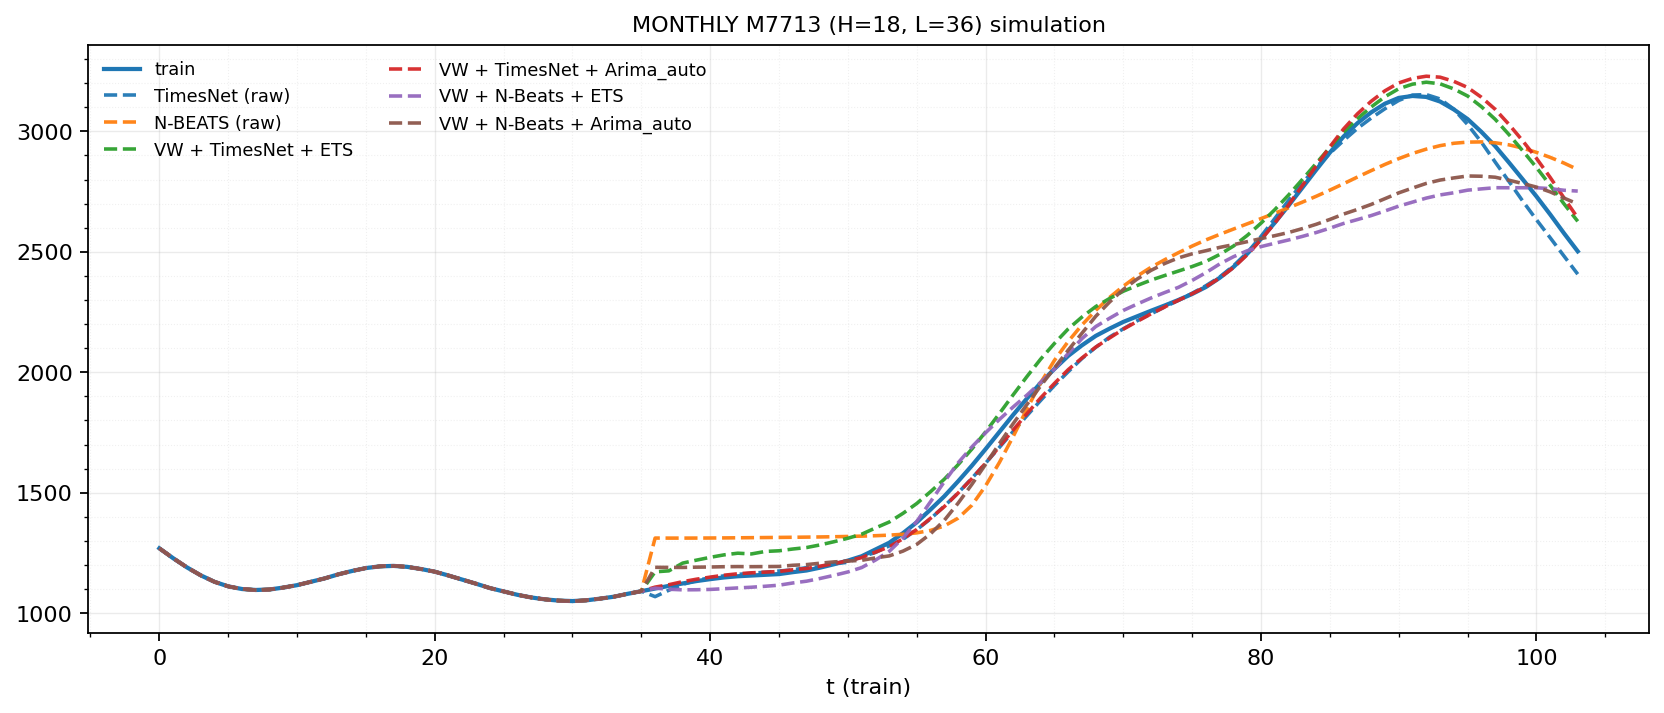 MONTHLY M7713 (H=18, L=36) simulation
train
TimesNet (raw)
N-BEATS (raw)
VW + TimesNet + ETS
VW + TimesNet + Arima_auto
VW + N-Beats + ETS
VW + N-Beats + Arima_auto
3000
2500
2000
1500
1000
0 20 40 60 80 100
t (train)